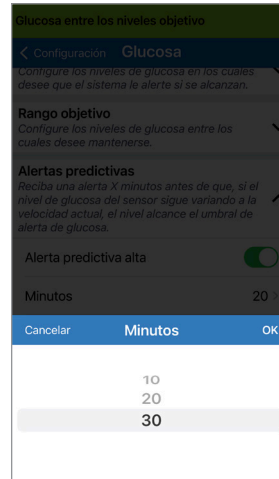 Glucosa entre los niveles objetivo
Configuración Glucosa
Configure los niveles de glucosa en los cuales
desee que el sistema le alerte si se alcanzan.
Rango objetivo
Configure los niveles de glucosa entre los
cuales desee mantenerse.
Alertas predictivas
Reciba una alerta X minutos antes de que, si el
nivel de glucosa del sensor sigue variando a la
velocidad actual, el nivel alcance el umbral de
alerta de glucosa.
Alerta predictiva alta
Minutos 20
Cancelar Minutos OK
10
20
30